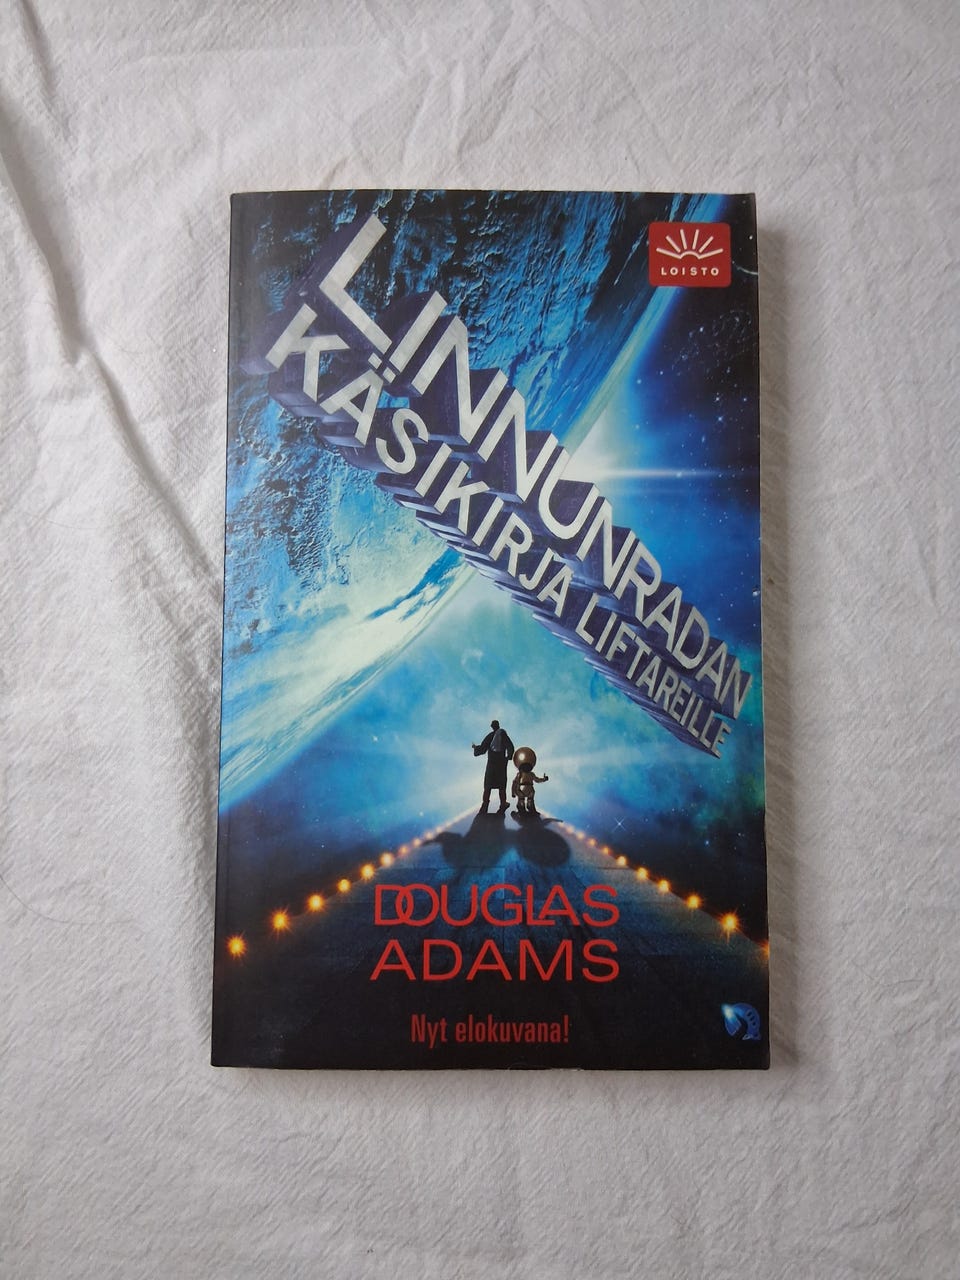 LOISTO
LINNUNRADAN
KÄSIKIRJA LIFTAREILLE
DOUGLAS
ADAMS
Nyt elokuvana!